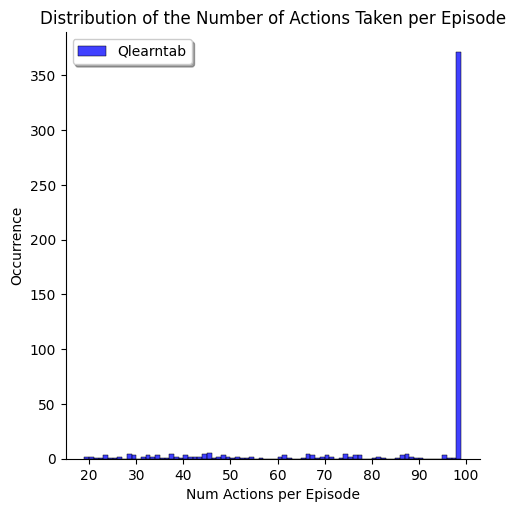 Distribution of the Number of Actions Taken per Episode
Qlearntab
Occurrence
350
300
250
200
150
100
50
0
20 30 40 50 60 70 80 90 100
Num Actions per Episode